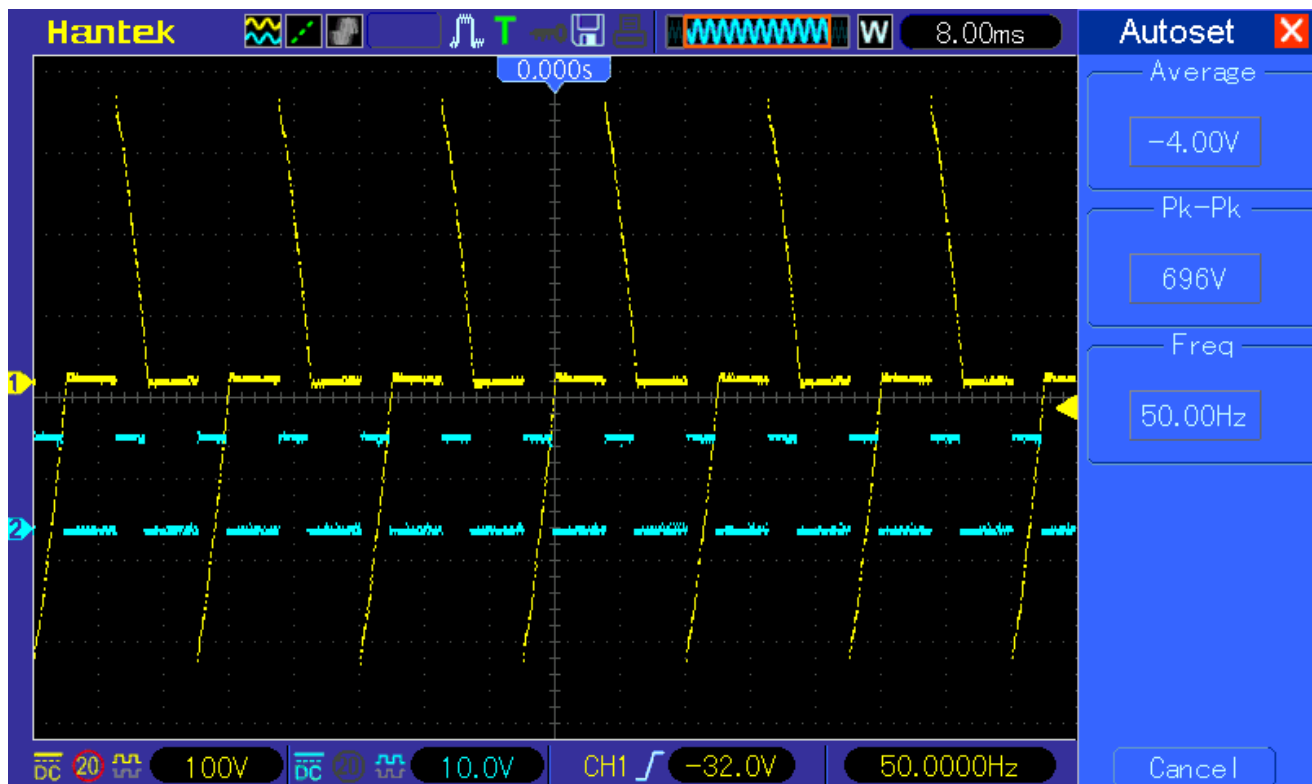 Hantek T W 8.00ms Autoset X
0.000s
Average
-4.00V
Pk-Pk
696V
Freq
50.00Hz
1
2
DC 20 100V DC 20 10.0V CH1 -32.0V 50.0000Hz
Cancel